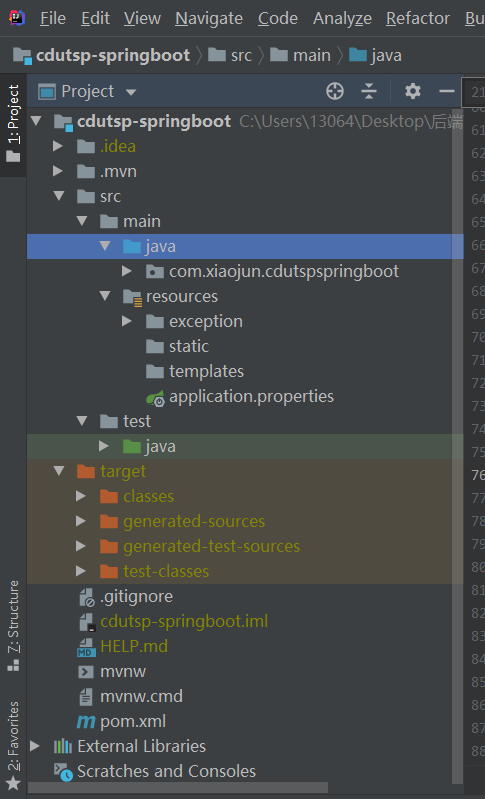 File Edit View Navigate Code Analyze Refactor Bu
cdutsp-springboot src main java
1: Project
Project
cdutsp-springboot C:\Users\13064\Desktop\后端
.idea
.mvn
src
main
java
com.xiaojun.cdutspspringboot
resources
exception
static
templates
application.properties
test
java
target
classes
generated-sources
generated-test-sources
test-classes
.gitignore
cdutsp-springboot.iml
MD HELP.md
mvnw
mvnw.cmd
m pom.xml
External Libraries
Scratches and Consoles
7: Structure
2: Favorites
21
61
62
63
64
65
66
67
68
69
70
71
72
73
74
75
76
77
78
79
80
81
82
83
84
85
86
87
88